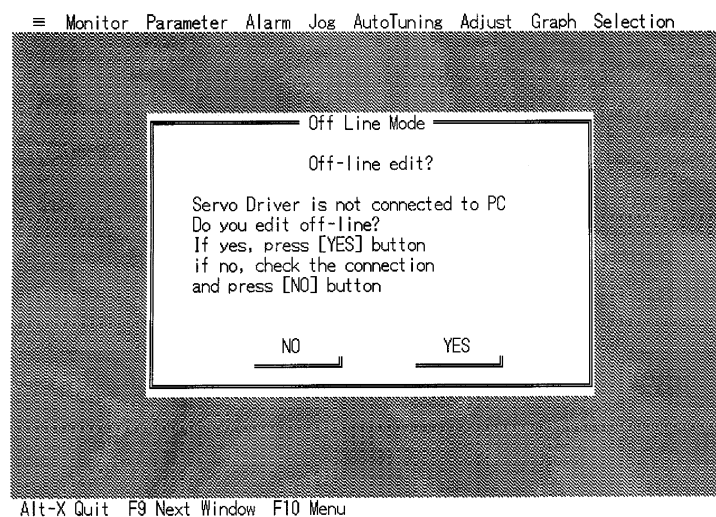 ≡ Monitor Parameter Alarm Jog AutoTuning Adjust Graph Selection
Off Line Mode
Off-line edit?
Servo Driver is not connected to PC
Do you edit off-line?
If yes, press [YES] button
if no, check the connection
and press [NO] button
NO YES
Alt-X Quit F9 Next Window F10 Menu